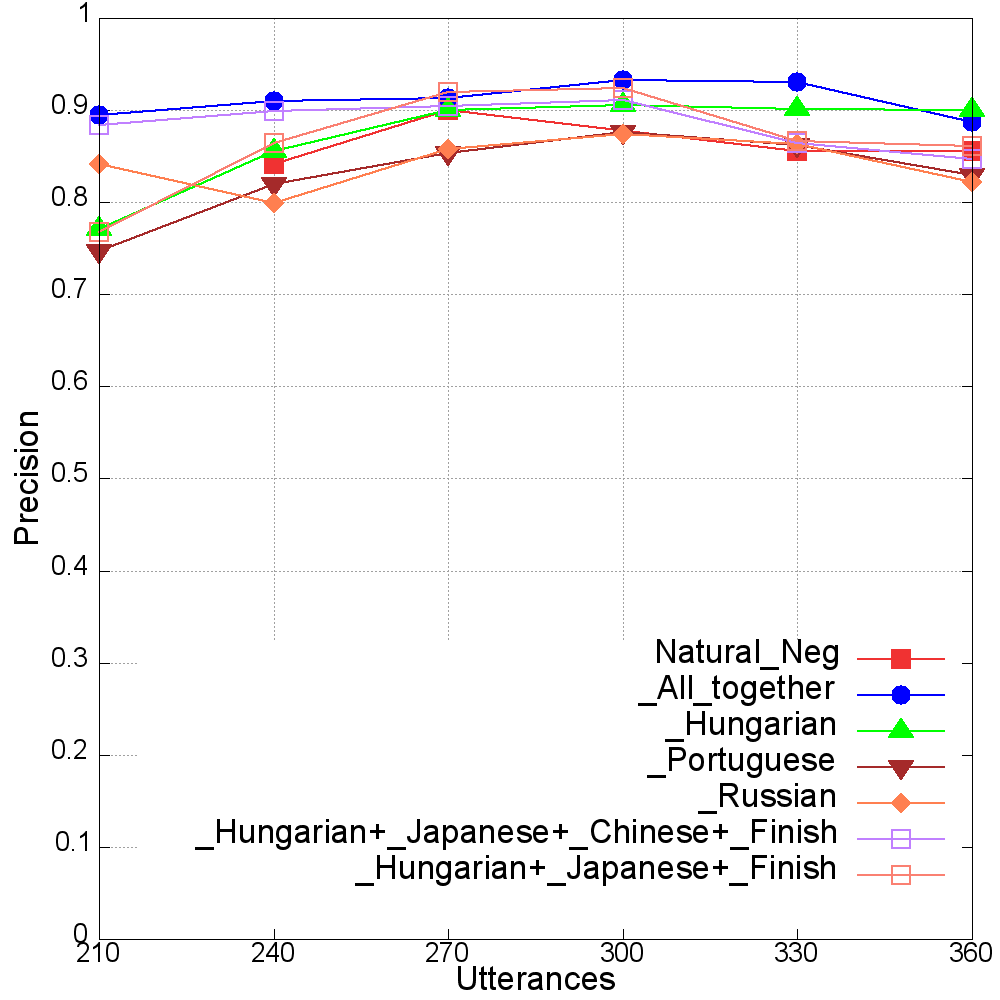 1
0.9
0.8
0.7
0.6
0.5
0.4
0.3
0.2
0.1
0
Precision
210 240 270 300 330 360
Utterances
Natural_Neg
_All_together
_Hungarian
_Portuguese
_Russian
_Hungarian+_Japanese+_Chinese+_Finish
_Hungarian+_Japanese+_Finish